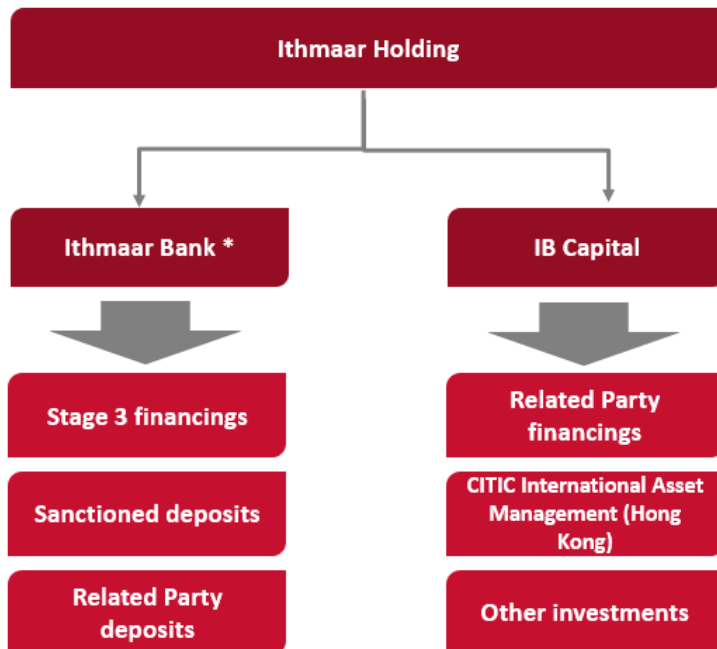 Ithmaar Holding
Ithmaar Bank *
IB Capital
Stage 3 financings
Related Party
financings
Sanctioned deposits
CITIC International Asset
Management (Hong
Kong)
Related Party
deposits
Other investments